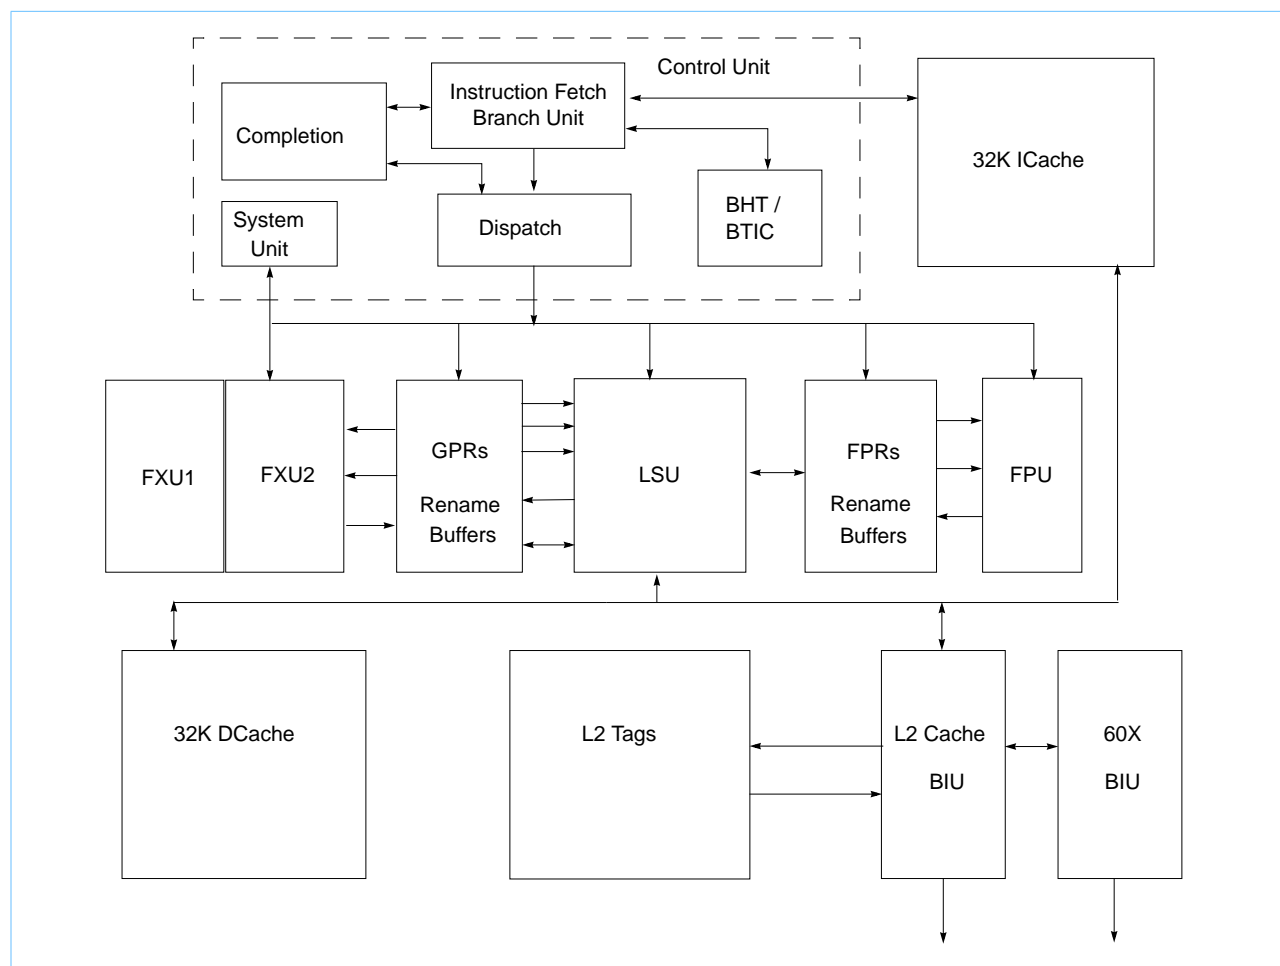 Control Unit
Instruction Fetch
Branch Unit
Completion
32K ICache
BHT /
BTIC
System
Unit
Dispatch
FXU1
FXU2
GPRs
Rename
Buffers
LSU
FPRs
Rename
Buffers
FPU
32K DCache
L2 Tags
L2 Cache
BIU
60X
BIU